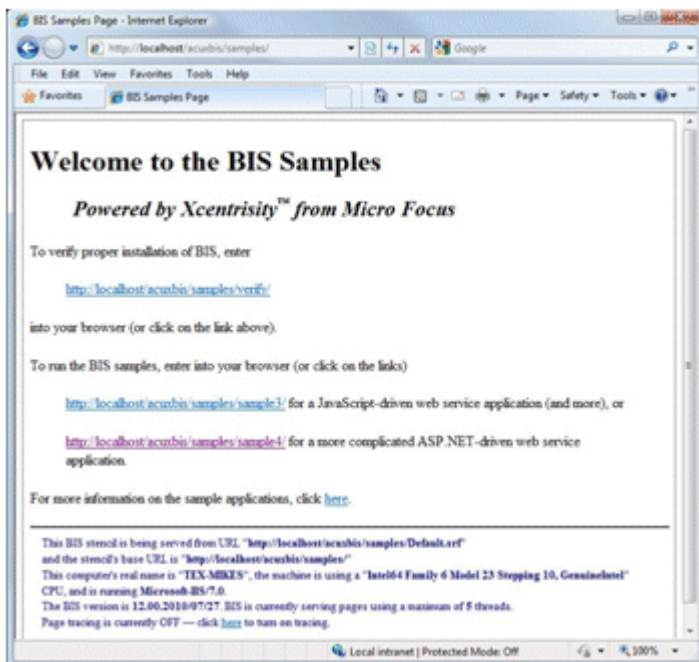 BIS Samples Page - Internet Explorer
http://localhost/acuxbis/samples/
Google
File Edit View Favorites Tools Help
Favorites BIS Samples Page Page Safety Tools
Welcome to the BIS Samples
Powered by Xcentrisity™ from Micro Focus
To verify proper installation of BIS, enter
http://localhost/acuxbis/samples/verify/
into your browser (or click on the link above).
To run the BIS samples, enter into your browser (or click on the links)
http://localhost/acuxbis/samples/sample3/ for a JavaScript-driven web service application (and more), or
http://localhost/acuxbis/samples/sample4/ for a more complicated ASP.NET-driven web service
application.
For more information on the sample applications, click here.
This BIS stencil is being served from URL "http://localhost/acuxbis/samples/Default.srf"
and the stencil's base URL is "http://localhost/acuxbis/samples/"
This computer's real name is "TEX-MIKES", the machine is using a "Intel64 Family 6 Model 23 Stepping 10, GenuineIntel"
CPU, and is running Microsoft-IIS/7.0.
The BIS version is 12.00.2010/07/27. BIS is currently serving pages using a maximum of 5 threads.
Page tracing is currently OFF — click here to turn on tracing.
Local intranet | Protected Mode: Off 100%